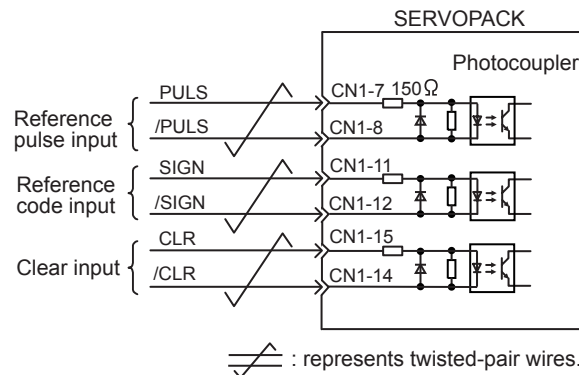 SERVOPACK
Photocoupler
Reference
pulse input
PULS
CN1-7
150Ω
/PULS
CN1-8
Reference
code input
SIGN
CN1-11
/SIGN
CN1-12
Clear input
CLR
CN1-15
/CLR
CN1-14
: represents twisted-pair wires.